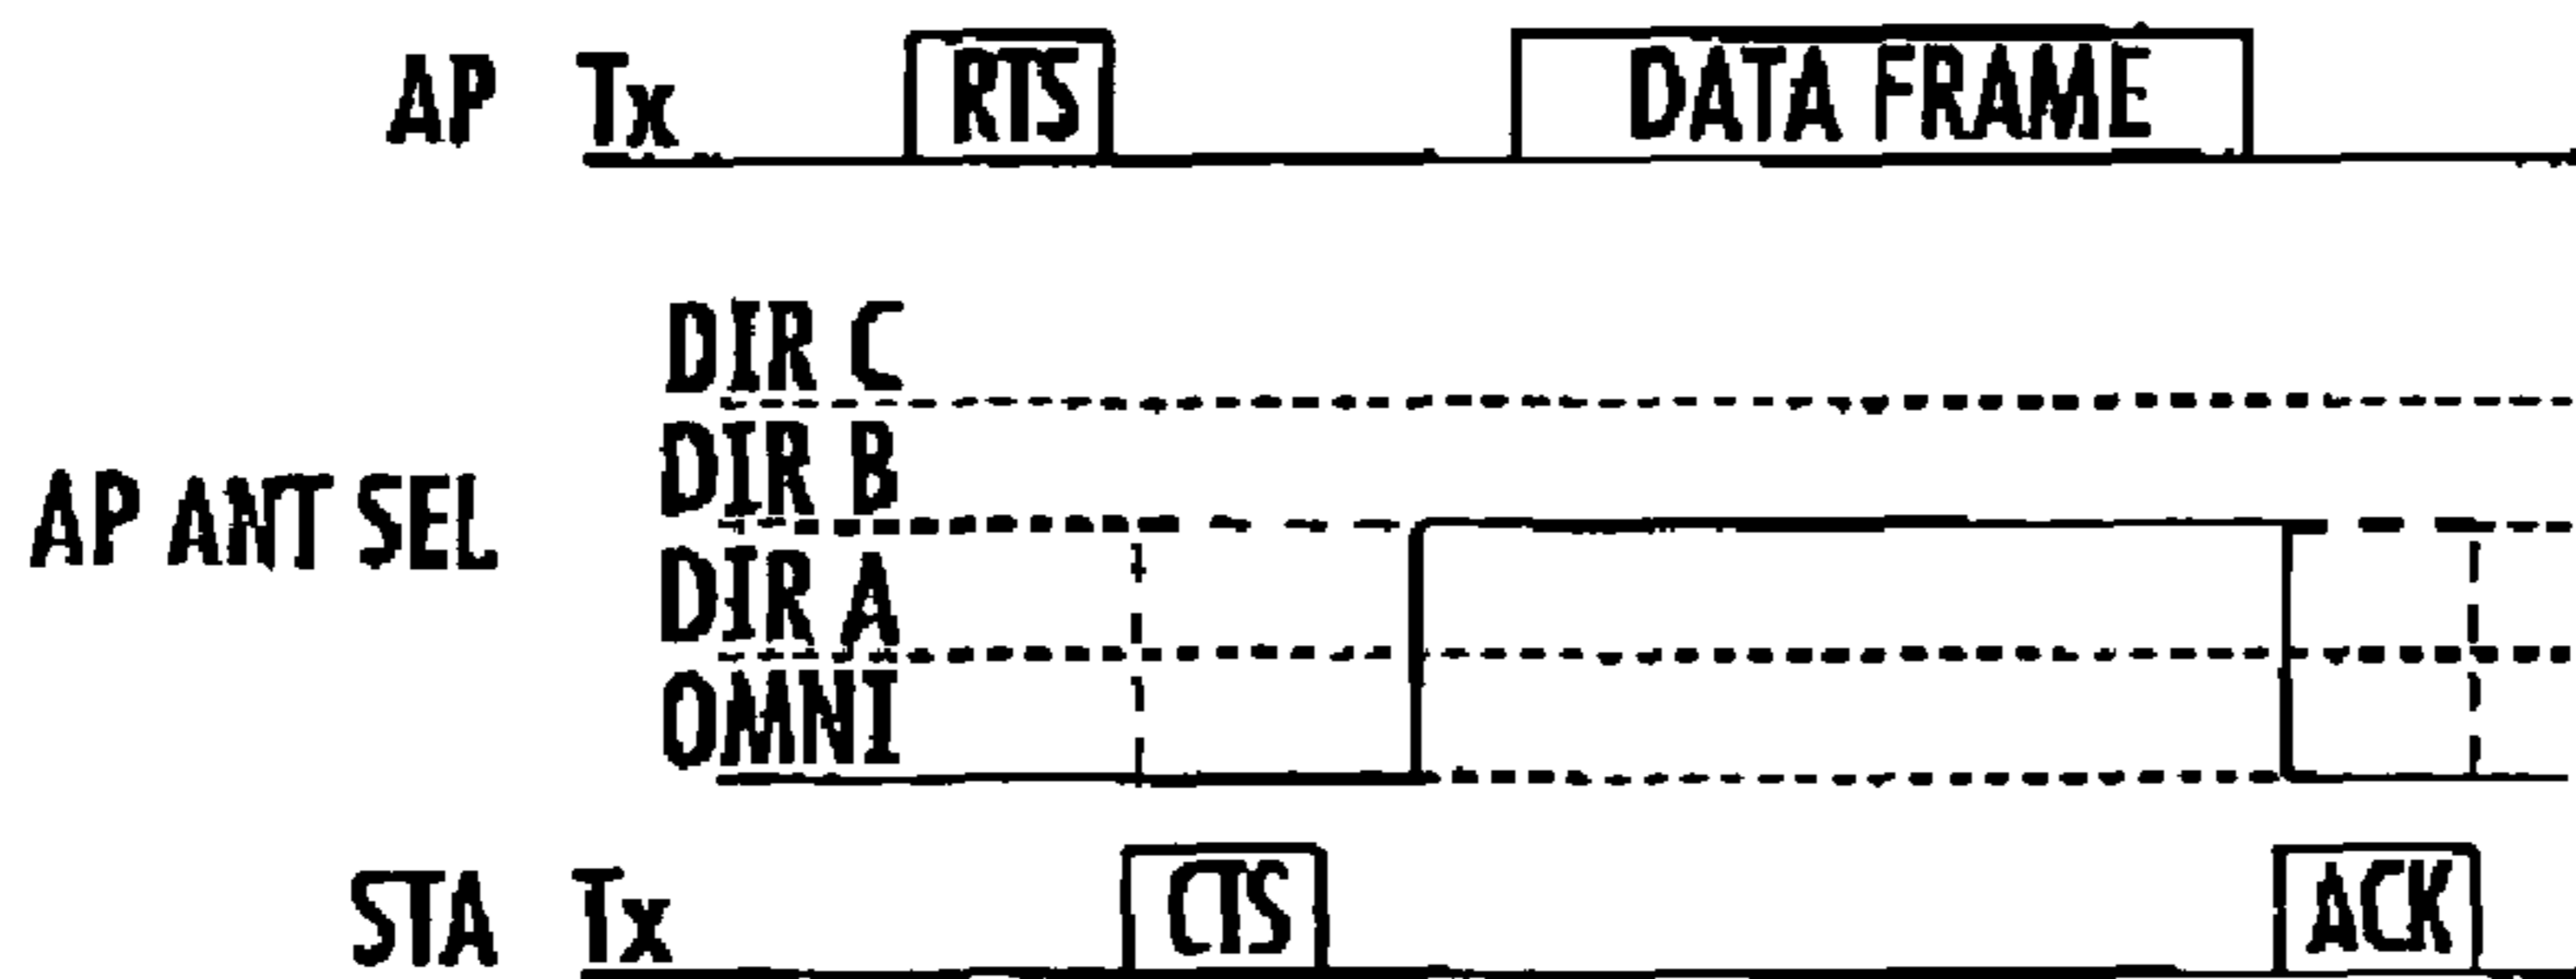 AP Tx RTS DATA FRAME
DIR C
DIR B
AP ANT SEL
DIR A
OMNI
STA Tx CTS ACK